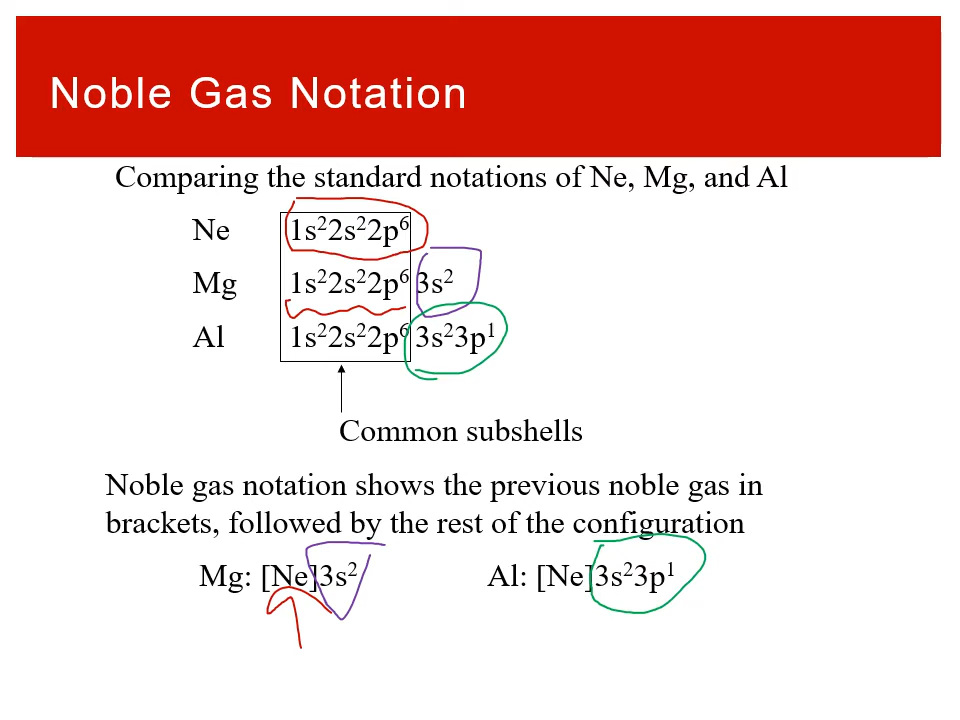 Noble Gas Notation
Comparing the standard notations of Ne, Mg, and Al
Ne 1s²2s²2p⁶
Mg 1s²2s²2p⁶ 3s²
Al 1s²2s²2p⁶ 3s²3p¹
Common subshells
Noble gas notation shows the previous noble gas in
brackets, followed by the rest of the configuration
Mg: [Ne]3s² Al: [Ne]3s²3p¹